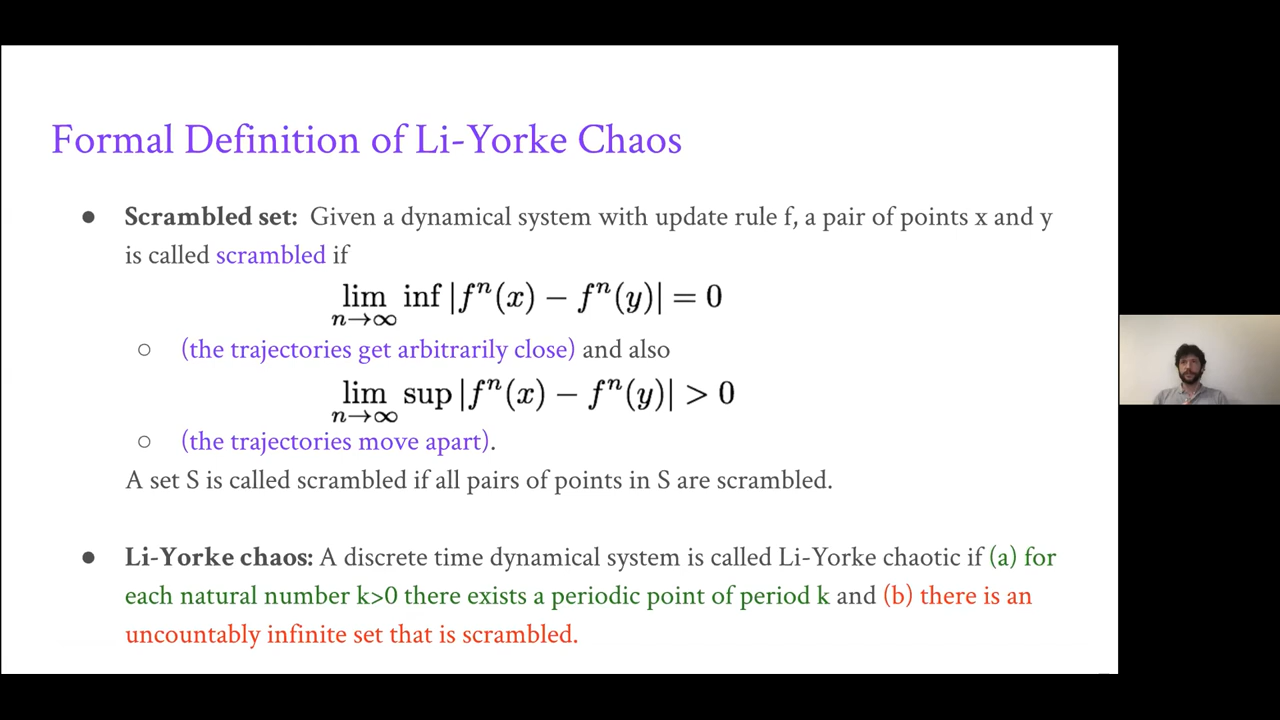 Formal Definition of Li-Yorke Chaos
● Scrambled set: Given a dynamical system with update rule f, a pair of points x and y
is called scrambled if
lim inf |fⁿ(x) − fⁿ(y)| = 0
n→∞
○ (the trajectories get arbitrarily close) and also
lim sup |fⁿ(x) − fⁿ(y)| > 0
n→∞
○ (the trajectories move apart).
A set S is called scrambled if all pairs of points in S are scrambled.
● Li-Yorke chaos: A discrete time dynamical system is called Li-Yorke chaotic if (a) for
each natural number k>0 there exists a periodic point of period k and (b) there is an
uncountably infinite set that is scrambled.